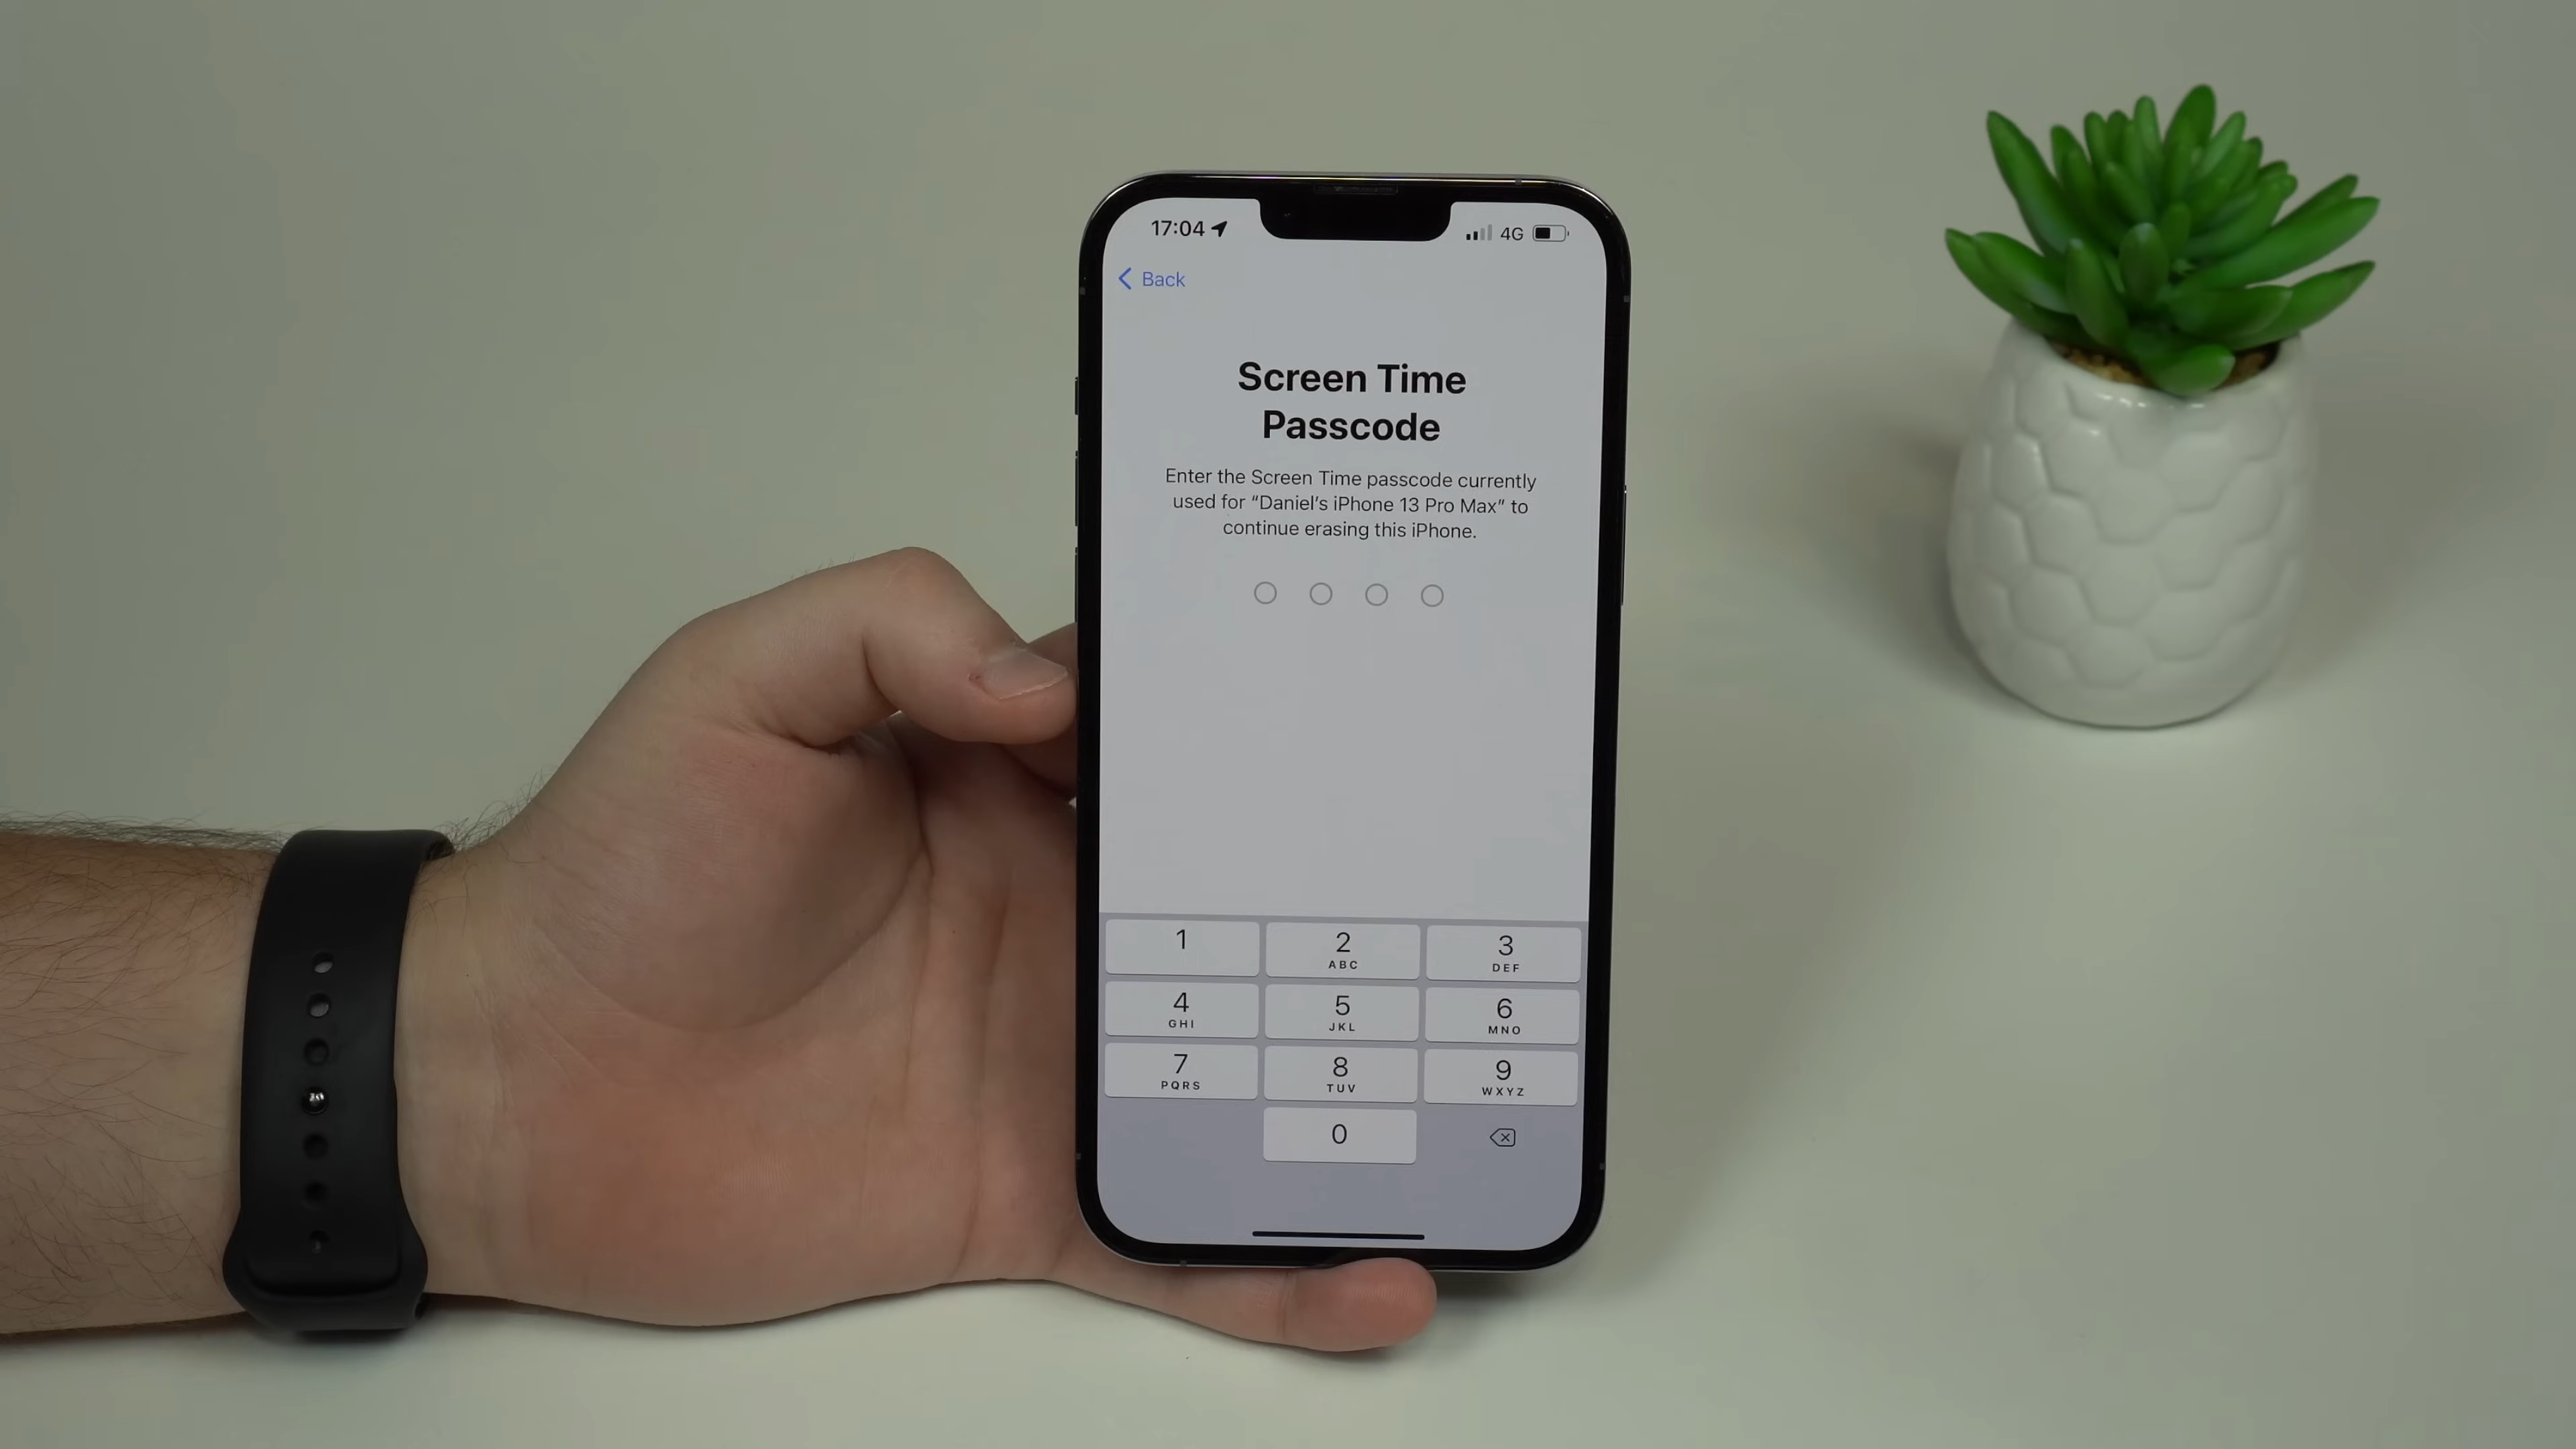 17:04
4G
Back
Screen Time
Passcode
Enter the Screen Time passcode currently
used for “Daniel’s iPhone 13 Pro Max” to
continue erasing this iPhone.
1 2 3
ABC DEF
4 5 6
GHI JKL MNO
7 8 9
PQRS TUV WXYZ
0